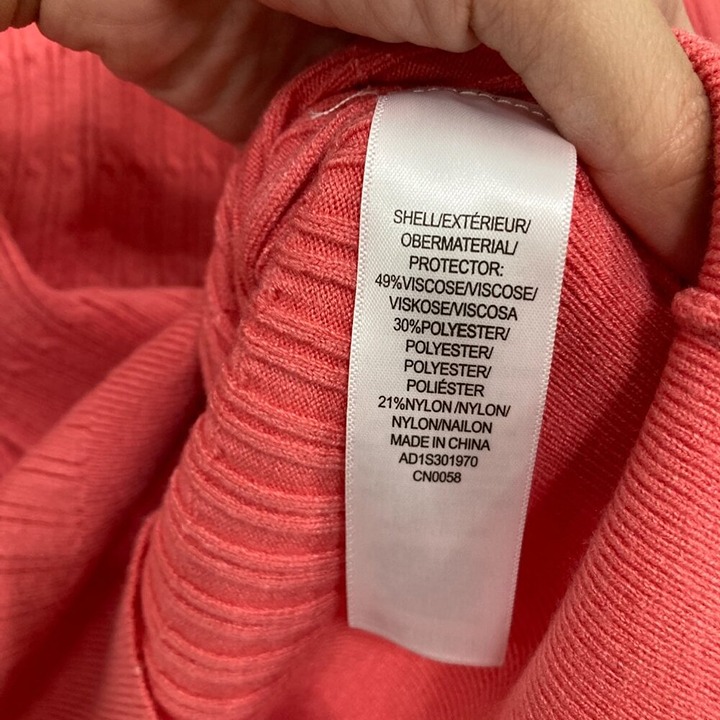 SHELL/EXTÉRIEUR/
OBERMATERIAL/
PROTECTOR:
49%VISCOSE/VISCOSE/
VISKOSE/VISCOSA
30%POLYESTER/
POLYESTER/
POLYESTER/
POLIÉSTER
21%NYLON /NYLON/
NYLON/NAILON
MADE IN CHINA
AD1S301970
CN0058